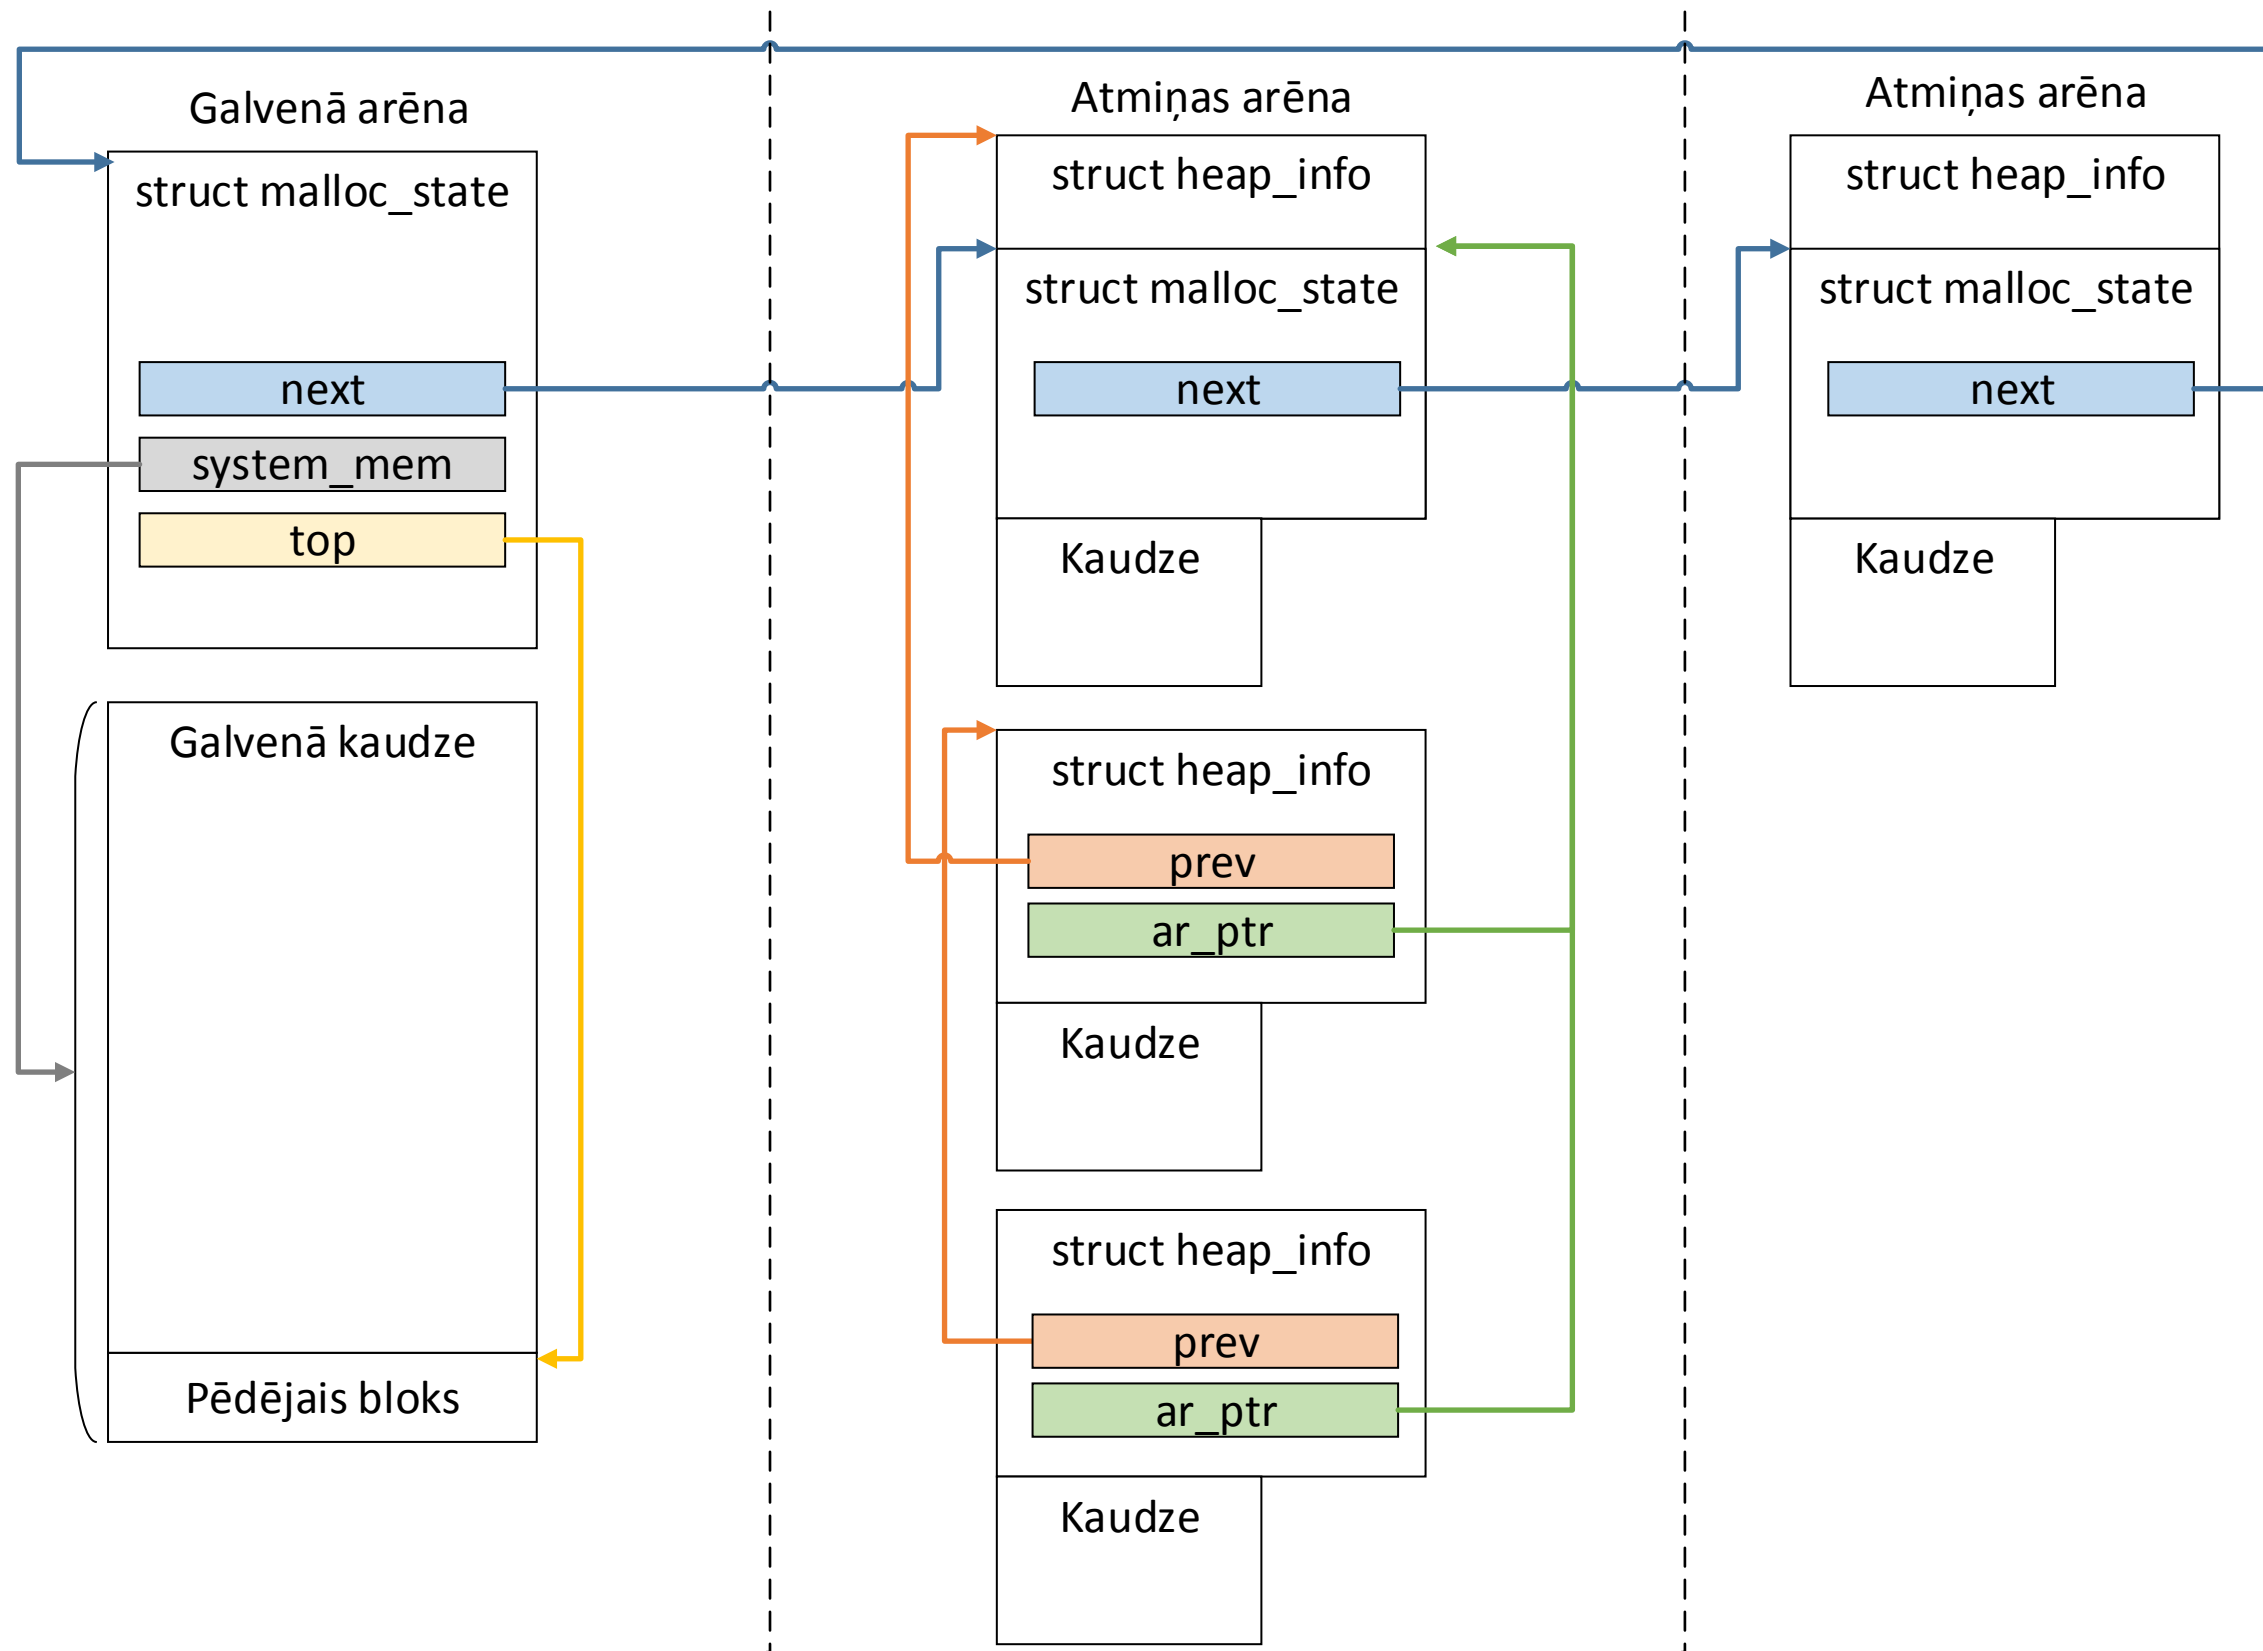 Galvenā arēna
struct malloc_state
next
system_mem
top
Galvenā kaudze
Pēdējais bloks
Atmiņas arēna
struct heap_info
struct malloc_state
next
Kaudze
struct heap_info
prev
ar_ptr
Kaudze
struct heap_info
prev
ar_ptr
Kaudze
Atmiņas arēna
struct heap_info
struct malloc_state
next
Kaudze